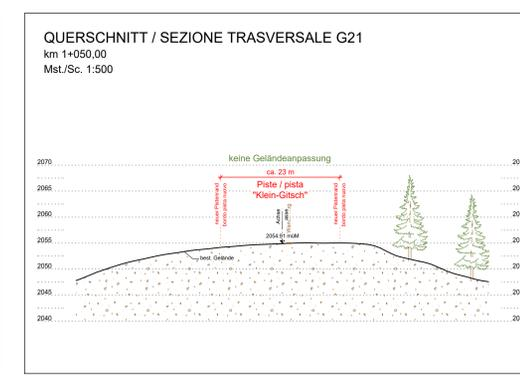 QUERSCHNITT / SEZIONE TRASVERSALE G21
km 1+050,00
Mst./Sc. 1:500
keine Geländeanpassung
ca. 23 m
Piste / pista
"Klein-Gitsch"
neuer Pistenrand
bordo pista nuovo
Achse
asse
neuer Pistenrand
bordo pista nuovo
2054.91 müM
best. Gelände
2070
2065
2060
2055
2050
2045
2040
20
20
20
20
20
20
20